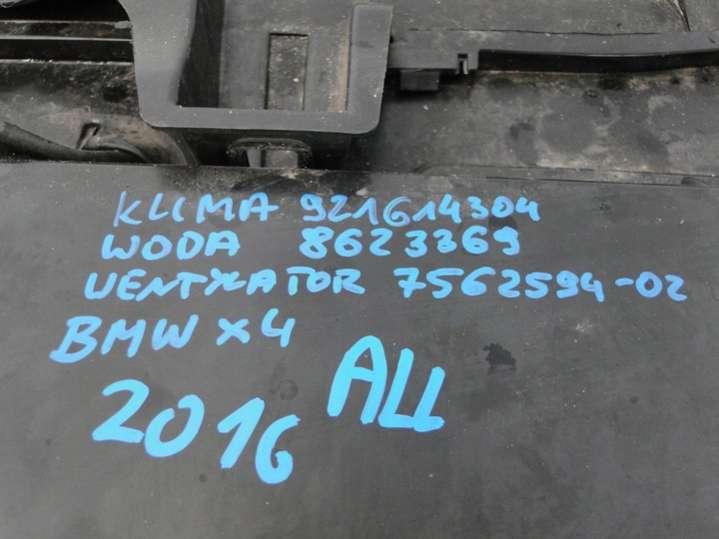 KLIMA 921614304
WODA 8623369
WENTYLATOR 7562594-02
BMW X4
2016 ALL